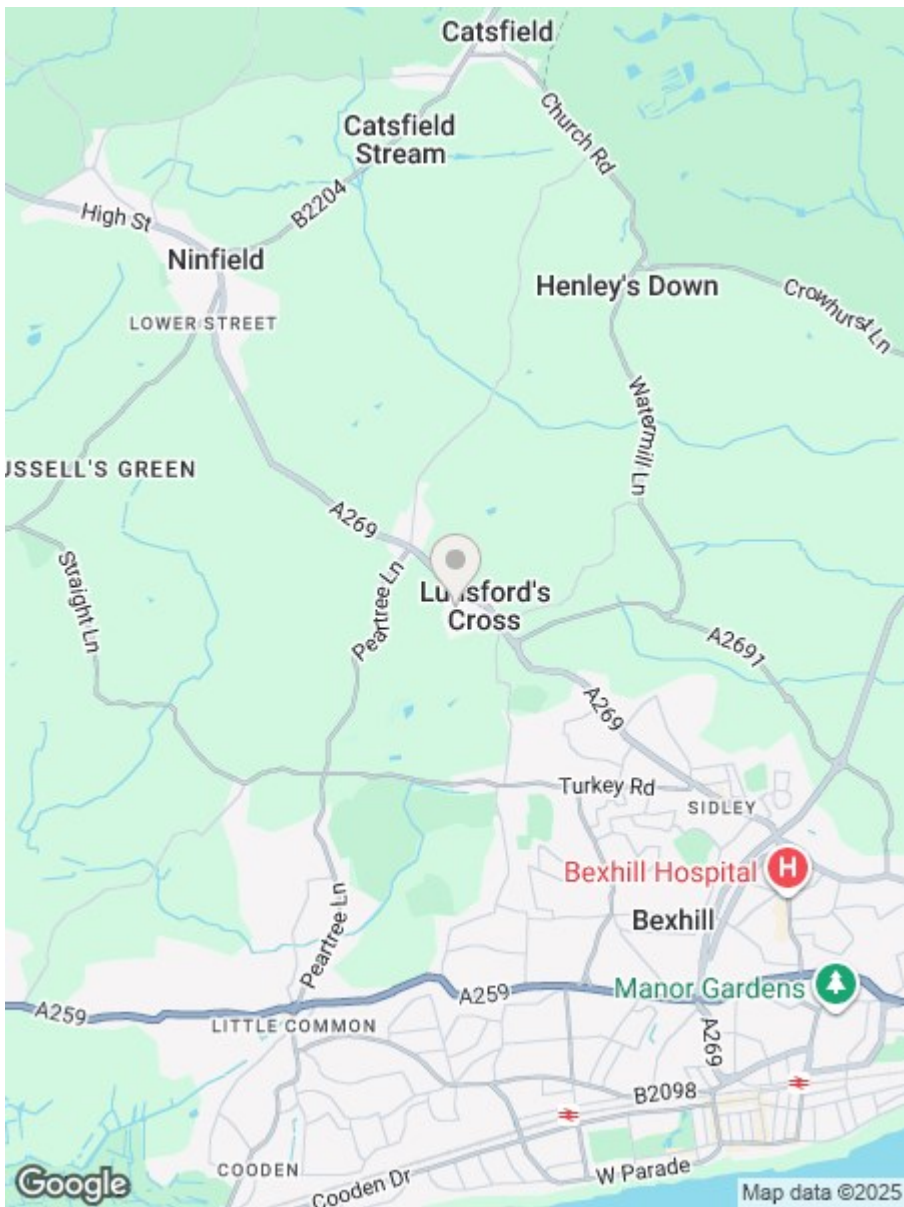 Catsfield
Church Rd
Catsfield
Stream
B2204
High St
Ninfield
Henley's Down
Crowhurst Ln
LOWER STREET
Watermill Ln
USSELL'S GREEN
A269
Straight Ln
Peartree Ln
Lunsford's
Cross
A2691
A269
Turkey Rd
SIDLEY
Bexhill Hospital
H
Bexhill
Peartree Ln
Manor Gardens
A259
A259
LITTLE COMMON
A269
B2098
COODEN
Cooden Dr
W Parade
Google
Map data ©2025